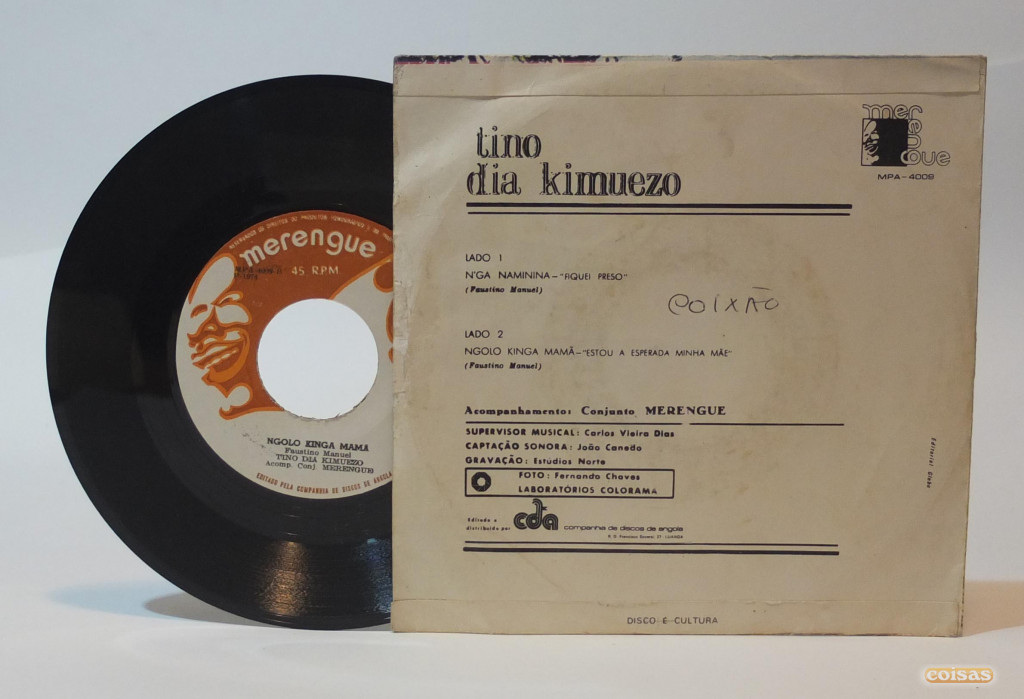 merengue
45 RPM
NGOLO KINGA MAMA
Faustino Manuel
TINO DIA KIMUEZO
Acomp. Conj. MERENGUE
EDITADO PELA COMPANHIA DE DISCOS DE ANGOLA
tino
dia kimuezo
merengue
MPA-4009
LADO 1
N'GA NAMININA-"FIQUEI PRESO"
(Faustino Manuel)
COIXÃO
LADO 2
NGOLO KINGA MAMÃ-"ESTOU A ESPERADA MINHA MÃE"
(Faustino Manuel)
Acompanhamento: Conjunto MERENGUE
SUPERVISOR MUSICAL: Carlos Vieira Dias
CAPTAÇÃO SONORA: João Canedo
GRAVAÇÃO: Estúdios Norte
FOTO: Fernando Chaves
LABORATÓRIOS COLORAMA
Editado e
distribuido por
cda companhia de discos de angola
Editorial
DISCO E CULTURA
coisas